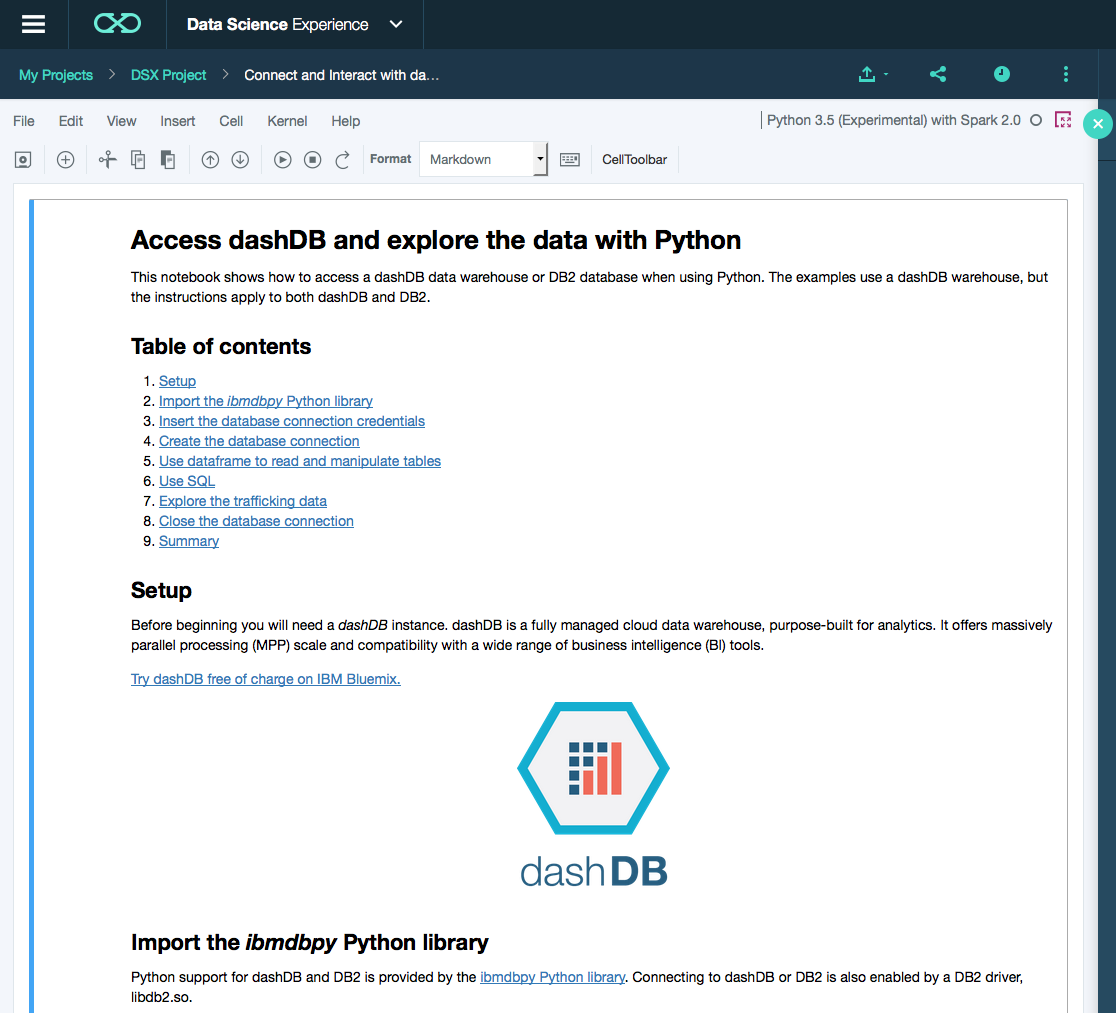 Data Science Experience
My Projects > DSX Project > Connect and Interact with da…
File Edit View Insert Cell Kernel Help
Python 3.5 (Experimental) with Spark 2.0
Format Markdown CellToolbar
Access dashDB and explore the data with Python
This notebook shows how to access a dashDB data warehouse or DB2 database when using Python. The examples use a dashDB warehouse, but
the instructions apply to both dashDB and DB2.
Table of contents
1. Setup
2. Import the ibmdbpy Python library
3. Insert the database connection credentials
4. Create the database connection
5. Use dataframe to read and manipulate tables
6. Use SQL
7. Explore the trafficking data
8. Close the database connection
9. Summary
Setup
Before beginning you will need a dashDB instance. dashDB is a fully managed cloud data warehouse, purpose-built for analytics. It offers massively
parallel processing (MPP) scale and compatibility with a wide range of business intelligence (BI) tools.
Try dashDB free of charge on IBM Bluemix.
dashDB
Import the ibmdbpy Python library
Python support for dashDB and DB2 is provided by the ibmdbpy Python library. Connecting to dashDB or DB2 is also enabled by a DB2 driver,
libdb2.so.